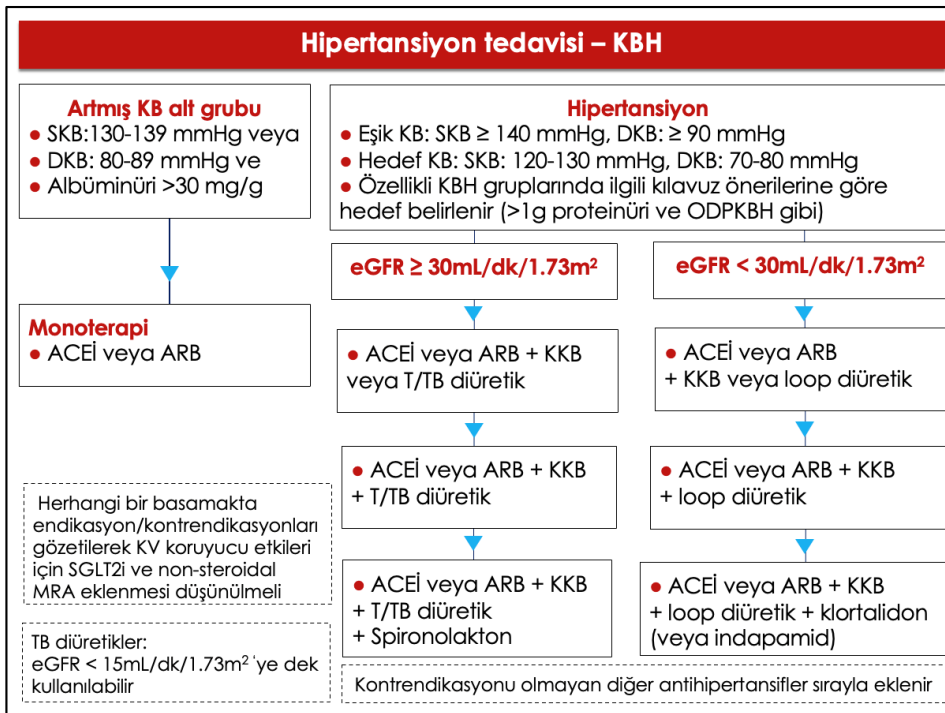 Hipertansiyon tedavisi – KBH
Artmış KB alt grubu
● SKB:130-139 mmHg veya
● DKB: 80-89 mmHg ve
● Albüminüri >30 mg/g
Monoterapi
● ACEİ veya ARB
Herhangi bir basamakta
endikasyon/kontrendikasyonları
gözetilerek KV koruyucu etkileri
için SGLT2i ve non-steroidal
MRA eklenmesi düşünülmeli
TB diüretikler:
eGFR < 15mL/dk/1.73m² 'ye dek
kullanılabilir
Hipertansiyon
● Eşik KB: SKB ≥ 140 mmHg, DKB: ≥ 90 mmHg
● Hedef KB: SKB: 120-130 mmHg, DKB: 70-80 mmHg
● Özellikli KBH gruplarında ilgili kılavuz önerilerine göre
hedef belirlenir (>1g proteinüri ve ODPKBH gibi)
eGFR ≥ 30mL/dk/1.73m²
● ACEİ veya ARB + KKB
veya T/TB diüretik
● ACEİ veya ARB + KKB
+ T/TB diüretik
● ACEİ veya ARB + KKB
+ T/TB diüretik
+ Spironolakton
eGFR < 30mL/dk/1.73m²
● ACEİ veya ARB
+ KKB veya loop diüretik
● ACEİ veya ARB + KKB
+ loop diüretik
● ACEİ veya ARB + KKB
+ loop diüretik + klortalidon
(veya indapamid)
Kontrendikasyonu olmayan diğer antihipertansifler sırayla eklenir